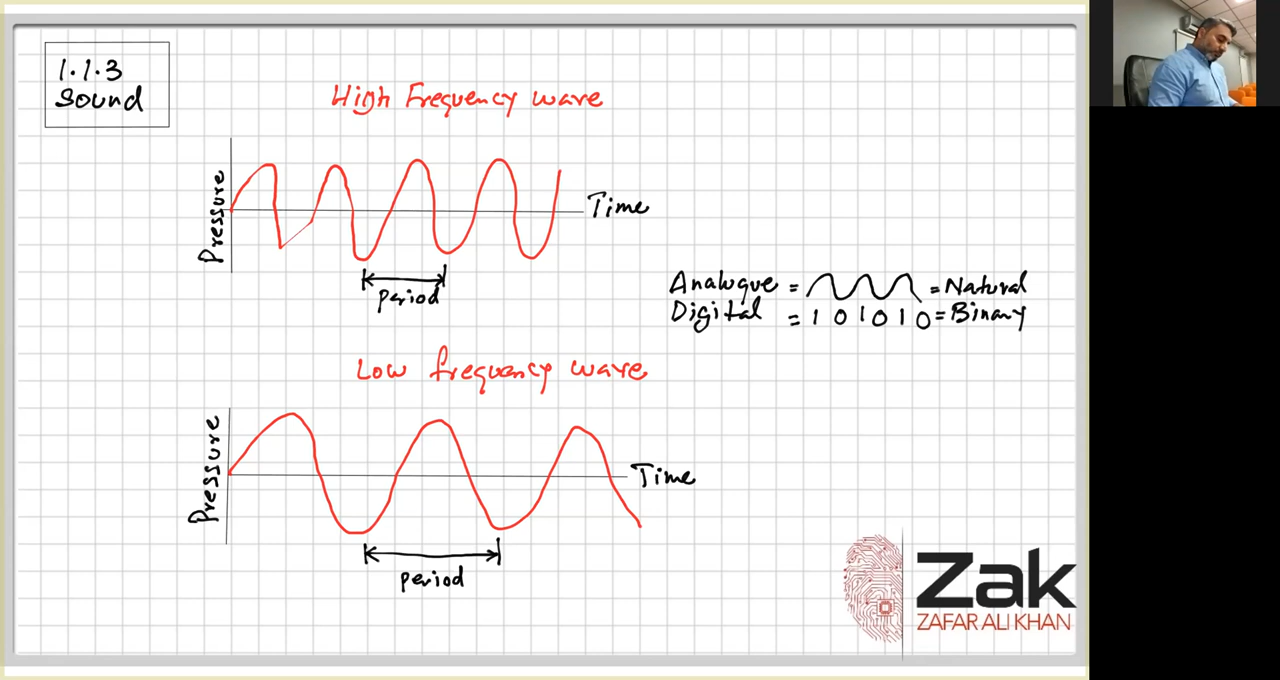 1.1.3
Sound
High Frequency wave
Pressure
Time
period
Analogue = = Natural
Digital = 1 0 1 0 1 0 = Binary
Low frequency wave
Pressure
Time
period
Zak
ZAFAR ALI KHAN